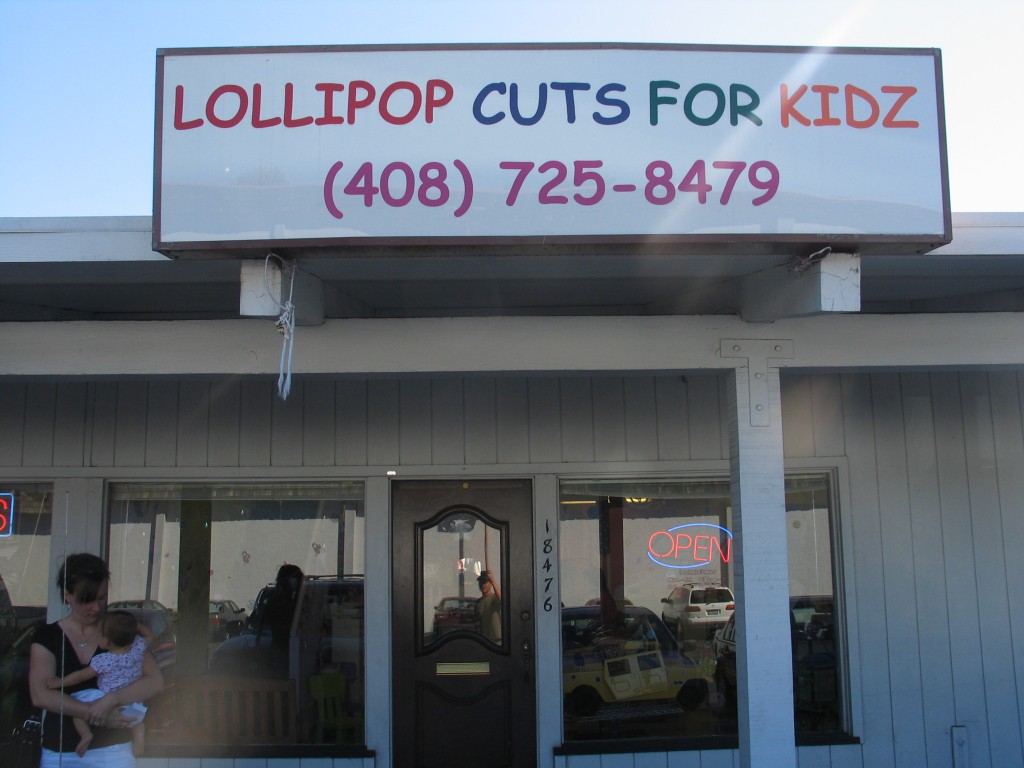 LOLLIPOP CUTS FOR KIDZ
(408) 725-8479
S
18476
OPEN